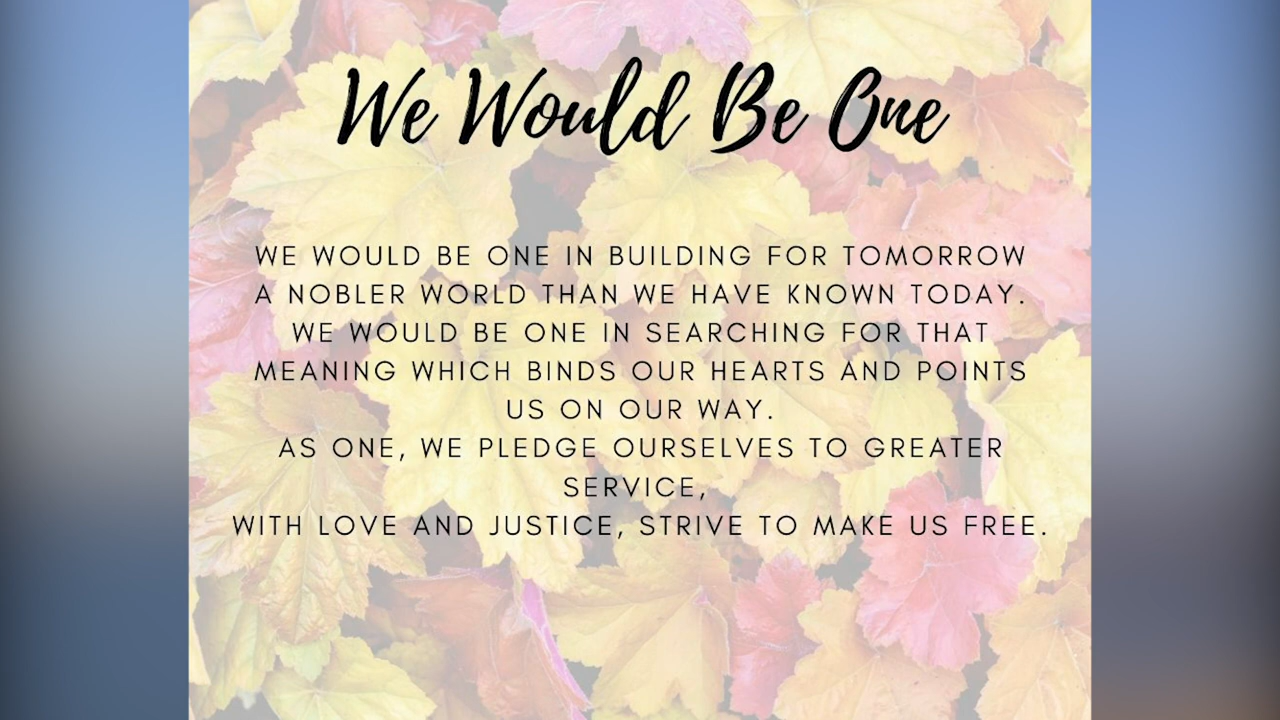 We Would Be One
WE WOULD BE ONE IN BUILDING FOR TOMORROW
A NOBLER WORLD THAN WE HAVE KNOWN TODAY.
WE WOULD BE ONE IN SEARCHING FOR THAT
MEANING WHICH BINDS OUR HEARTS AND POINTS
US ON OUR WAY.
AS ONE, WE PLEDGE OURSELVES TO GREATER
SERVICE,
WITH LOVE AND JUSTICE, STRIVE TO MAKE US FREE.